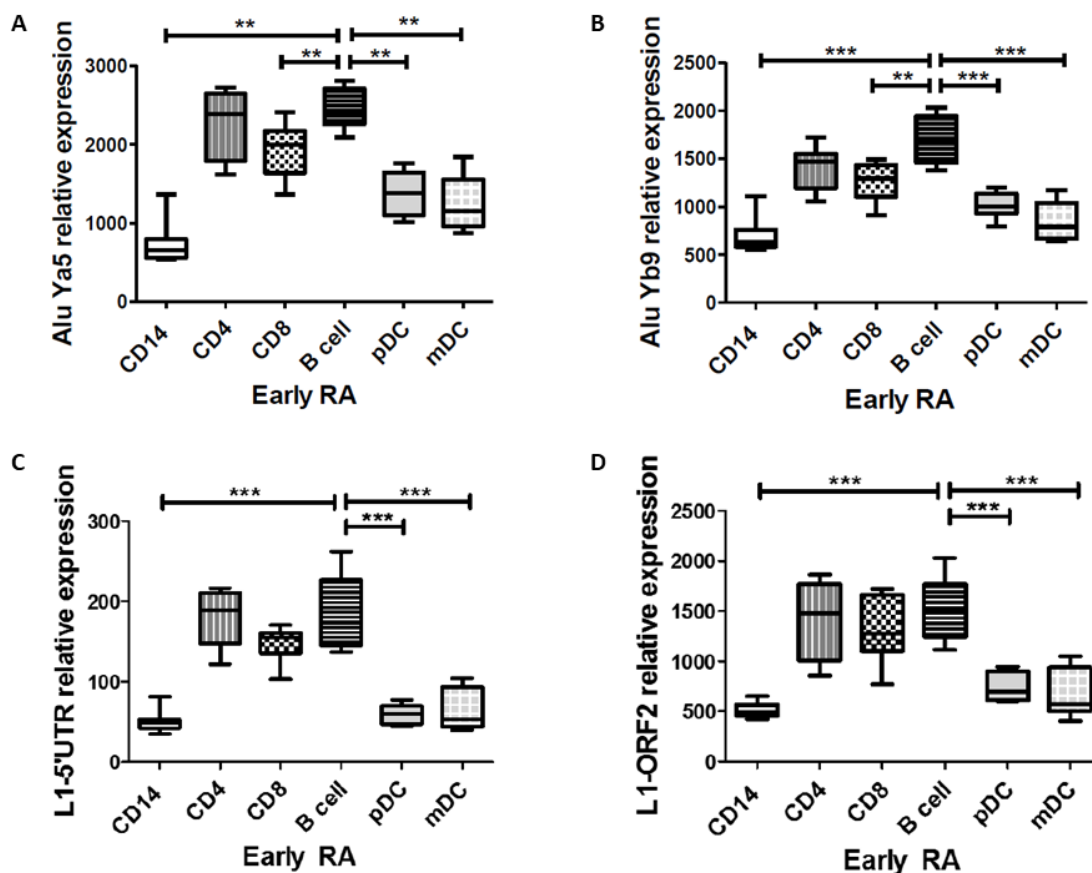 A
Alu Ya5 relative expression
3000
2000
1000
0
**
**
**
**
CD14
CD4
CD8
B cell
pDC
mDC
Early RA
B
Alu Yb9 relative expression
2500
2000
1500
1000
500
0
***
***
**
***
CD14
CD4
CD8
B cell
pDC
mDC
Early RA
C
L1-5'UTR relative expression
300
200
100
0
***
***
***
CD14
CD4
CD8
B cell
pDC
mDC
Early RA
D
L1-ORF2 relative expression
2500
2000
1500
1000
500
0
***
***
***
CD14
CD4
CD8
B cell
pDC
mDC
Early RA